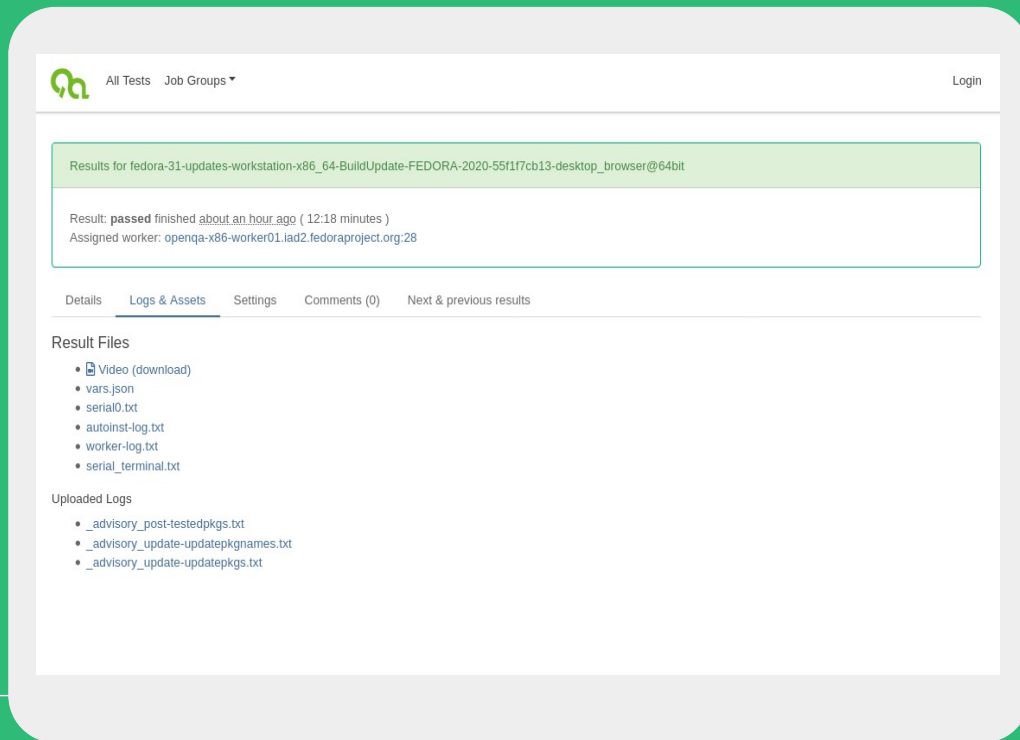 All Tests Job Groups Login
Results for fedora-31-updates-workstation-x86_64-BuildUpdate-FEDORA-2020-55f1f7cb13-desktop_browser@64bit
Result: passed finished about an hour ago ( 12:18 minutes )
Assigned worker: openqa-x86-worker01.iad2.fedoraproject.org:28
Details Logs & Assets Settings Comments (0) Next & previous results
Result Files
Video (download)
vars.json
serial0.txt
autoinst-log.txt
worker-log.txt
serial_terminal.txt
Uploaded Logs
_advisory_post-testedpkgs.txt
_advisory_update-updatepkgnames.txt
_advisory_update-updatepkgs.txt